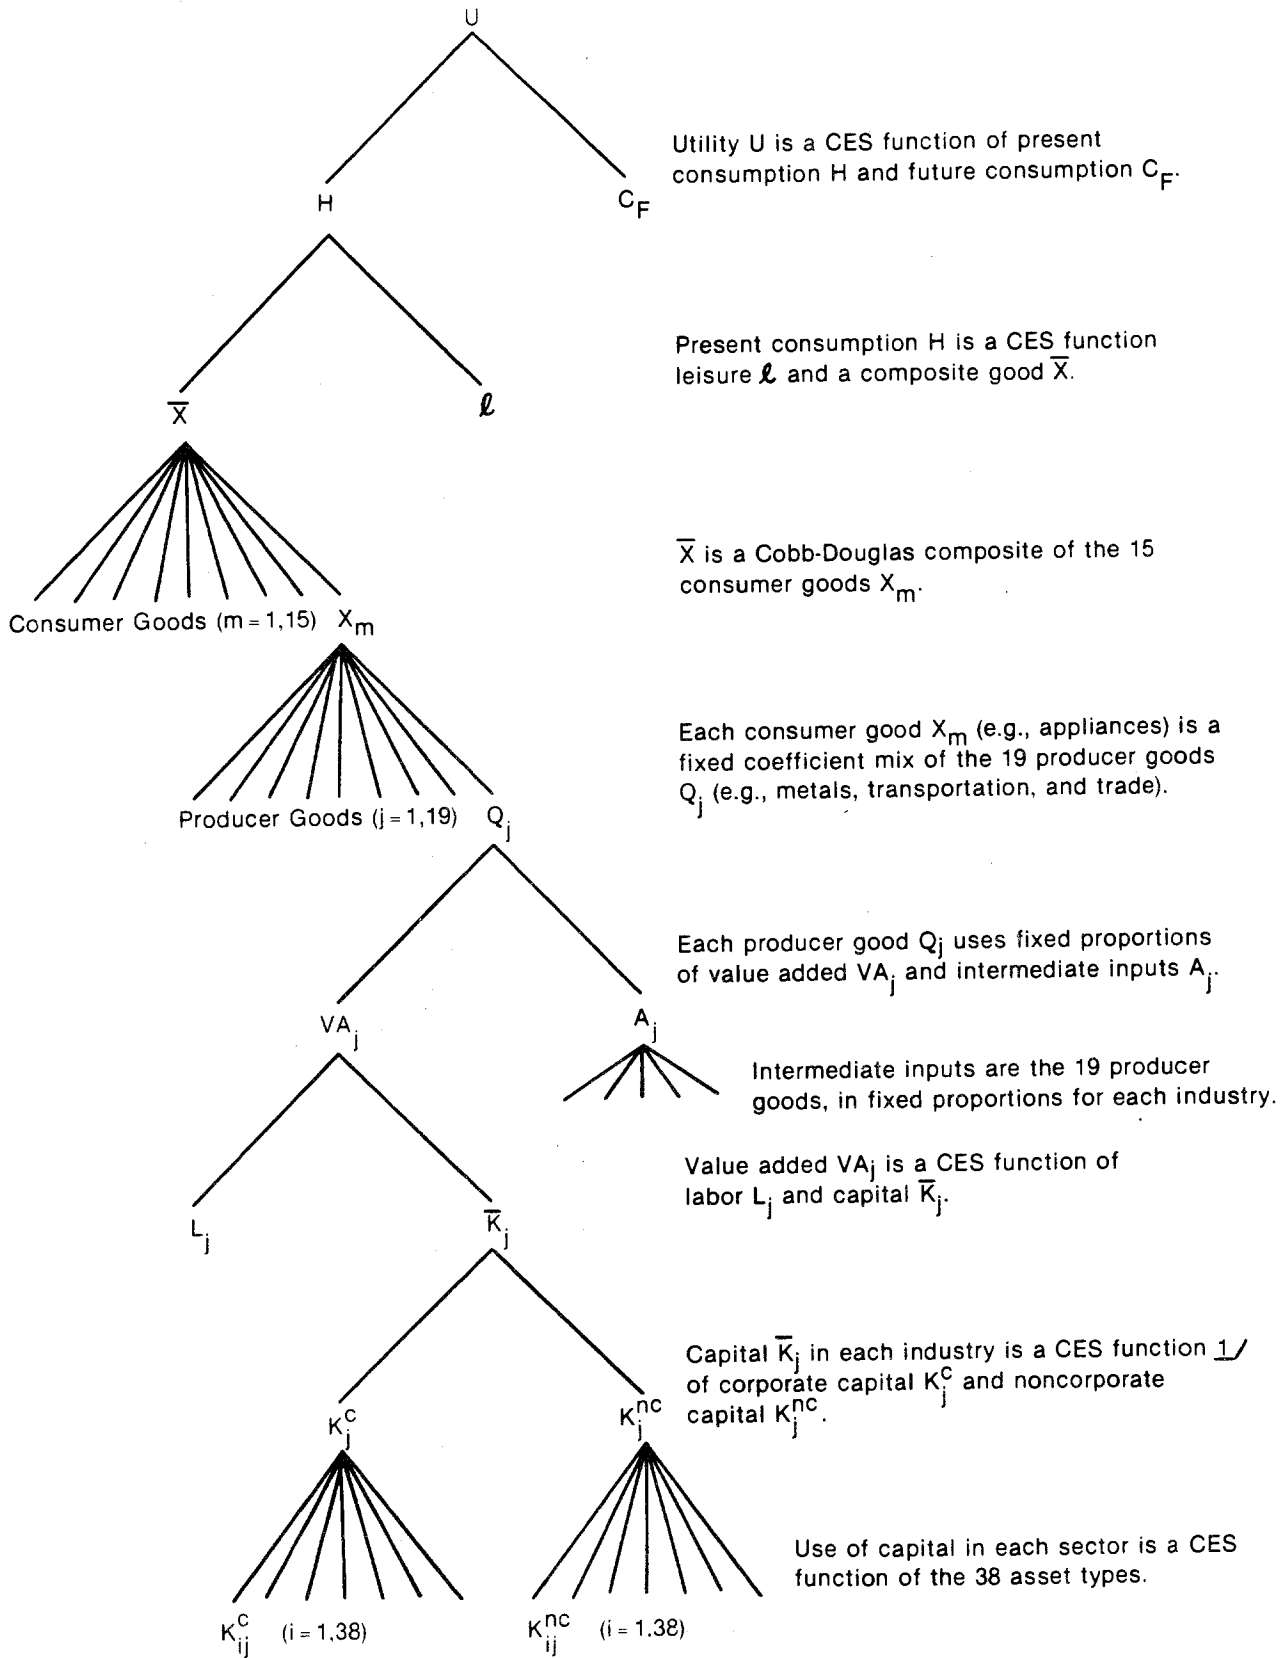 U
Utility U is a CES function of present
consumption H and future consumption C_F.
H
C_F
Present consumption H is a CES function
leisure ℓ and a composite good X̅.
X̅
ℓ
X̅ is a Cobb-Douglas composite of the 15
consumer goods X_m.
Consumer Goods (m = 1,15) X_m
Each consumer good X_m (e.g., appliances) is a
fixed coefficient mix of the 19 producer goods
Q_j (e.g., metals, transportation, and trade).
Producer Goods (j = 1,19) Q_j
Each producer good Q_j uses fixed proportions
of value added VA_j and intermediate inputs A_j.
VA_j
A_j
Intermediate inputs are the 19 producer
goods, in fixed proportions for each industry.
Value added VA_j is a CES function of
labor L_j and capital K̅_j.
L_j
K̅_j
Capital K̅_j in each industry is a CES function 1/
of corporate capital K_j^c and noncorporate
capital K_j^nc.
K_j^c
K_j^nc
Use of capital in each sector is a CES
function of the 38 asset types.
K_ij^c (i = 1,38)
K_ij^nc (i = 1.38)